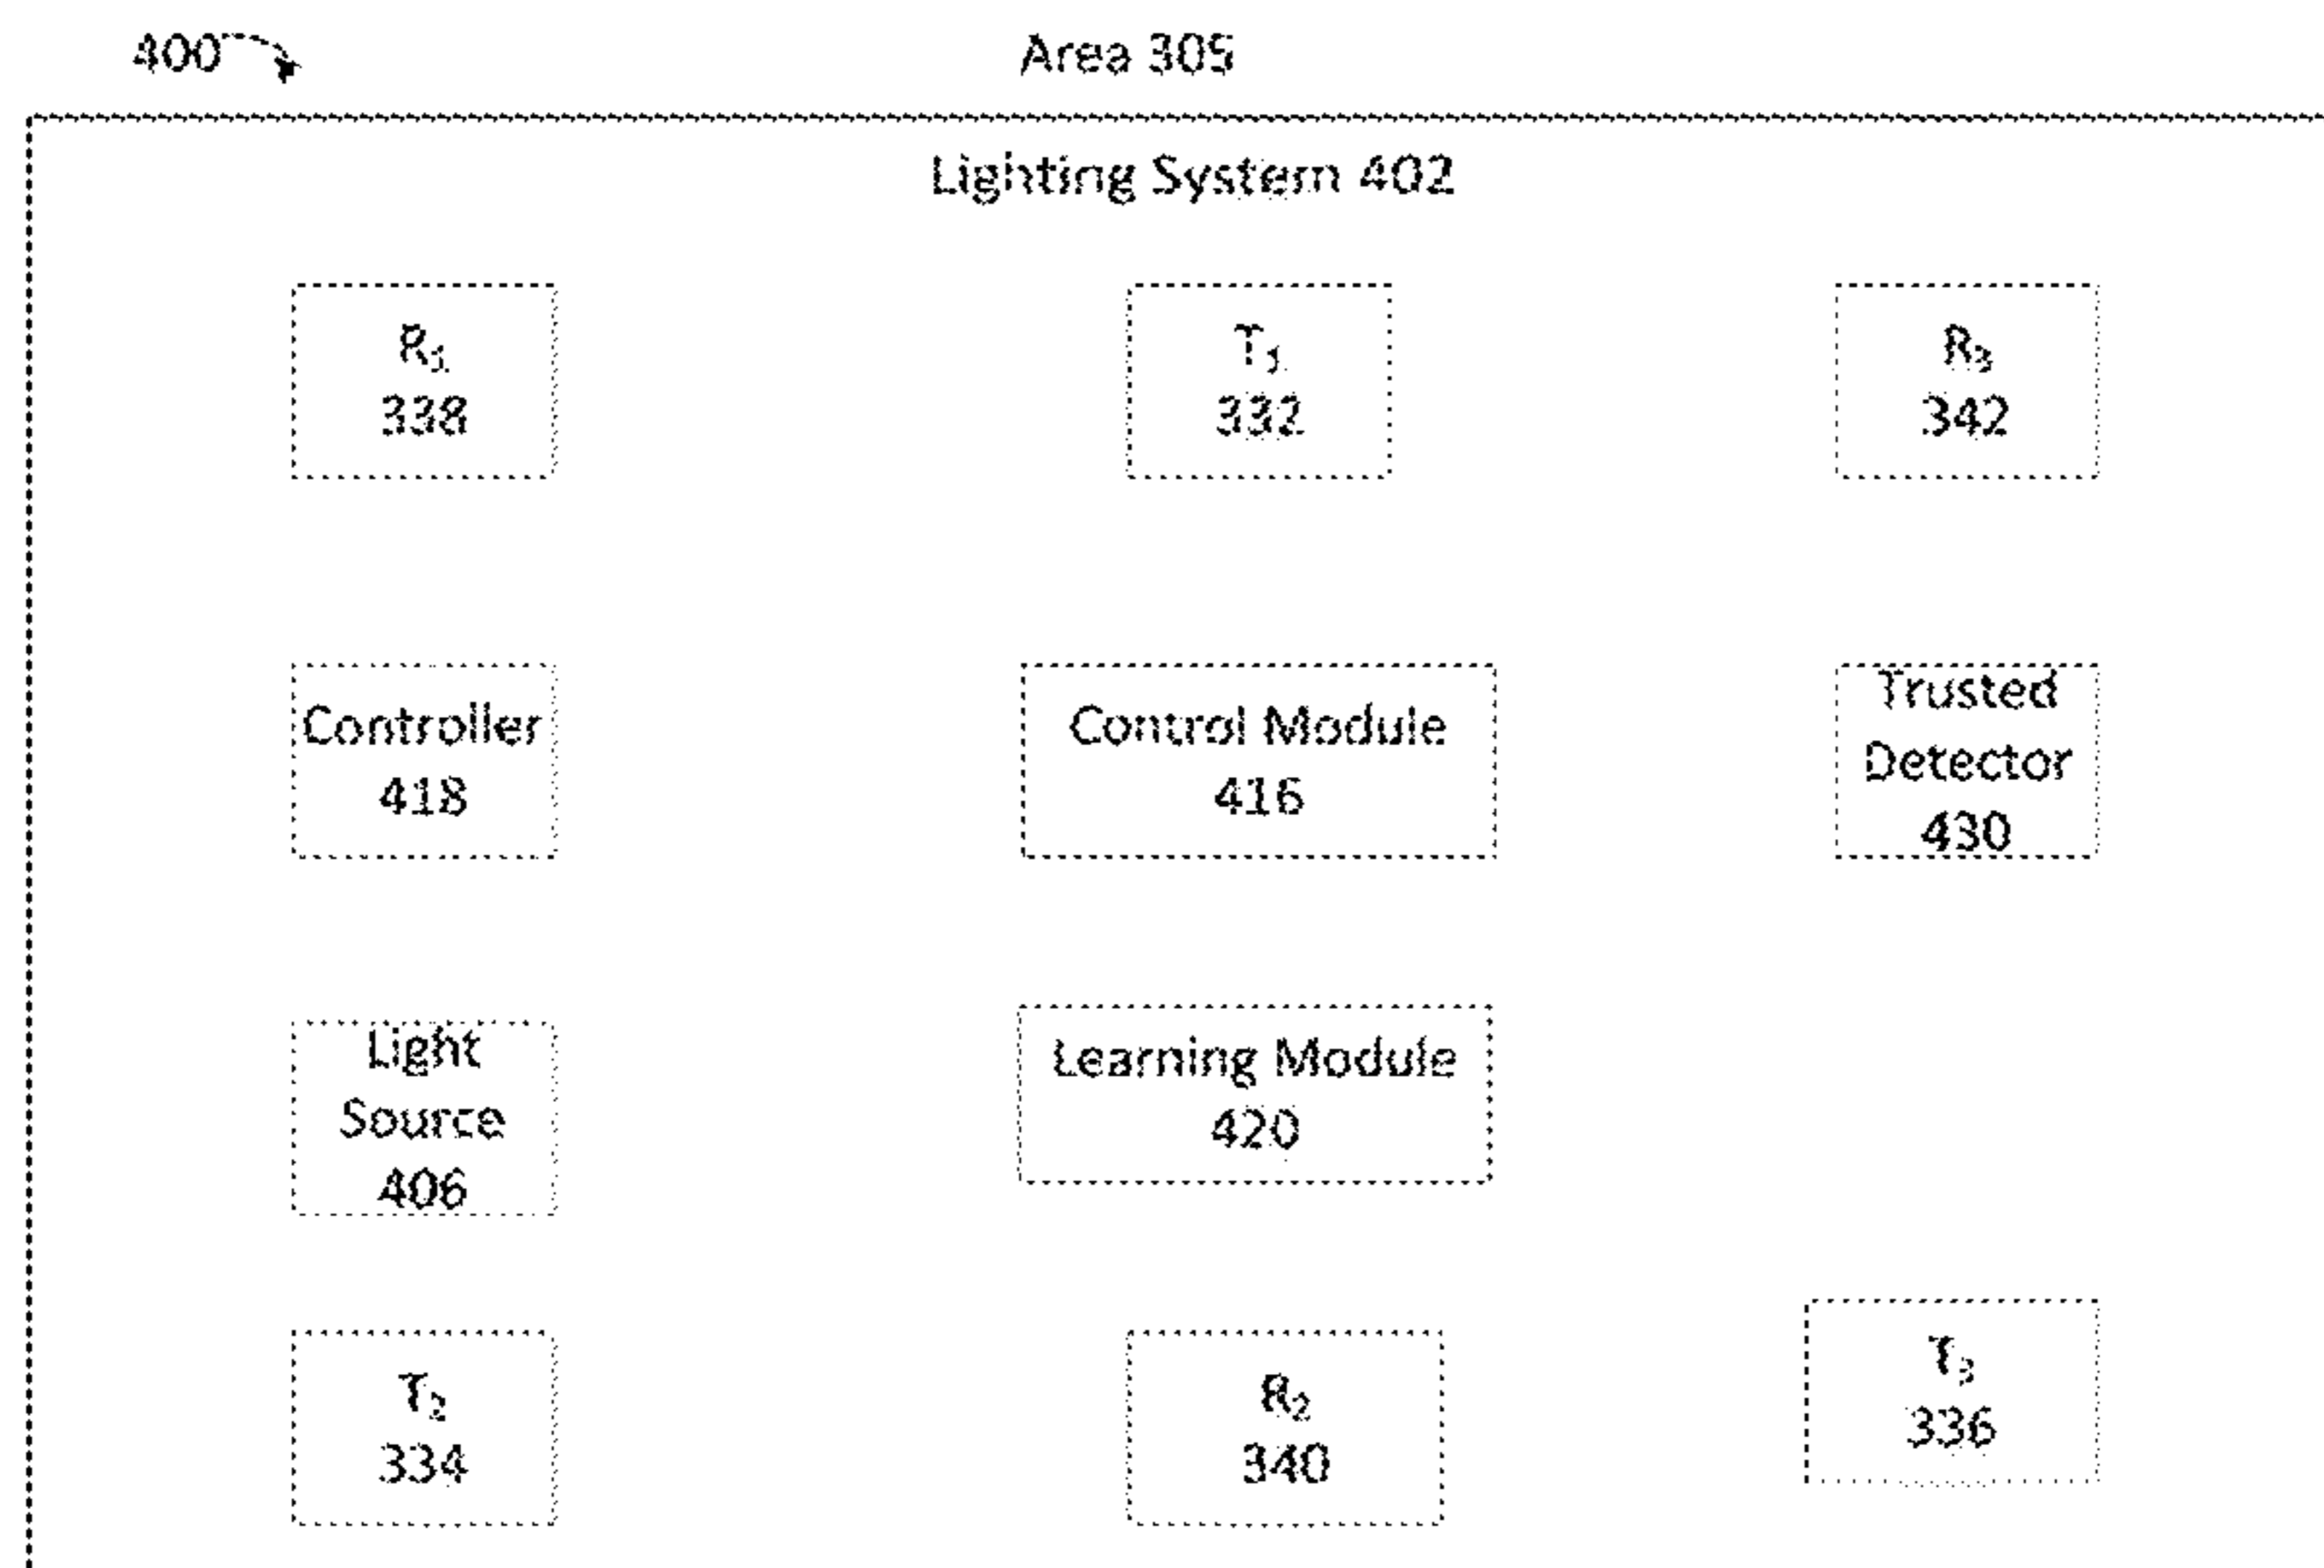 400
Area 305
Lighting System 402
R1
338
T1
332
R3
342
Controller
418
Control Module
416
Trusted
Detector
430
Light
Source
406
Learning Module
420
T2
334
R2
340
T3
336